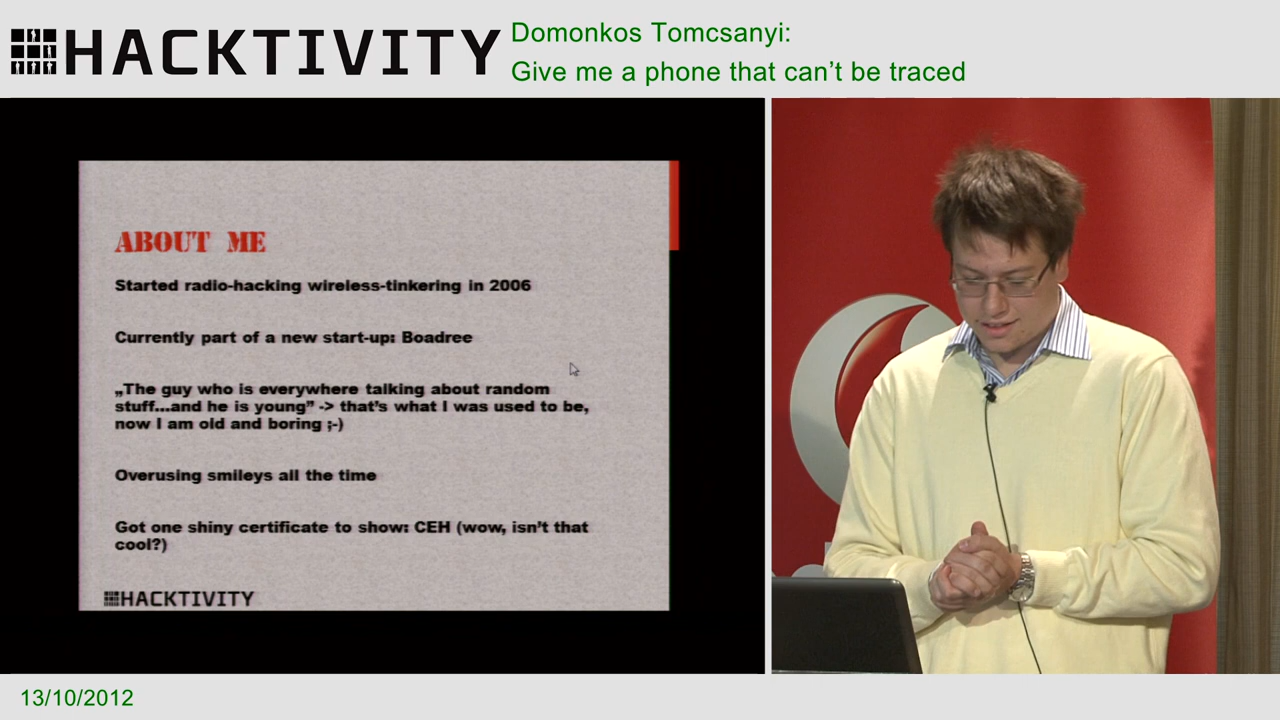 HACKTIVITY
Domonkos Tomcsanyi:
Give me a phone that can't be traced
ABOUT ME
Started radio-hacking wireless-tinkering in 2006
Currently part of a new start-up: Boadree
„The guy who is everywhere talking about random
stuff...and he is young” -> that's what I was used to be,
now I am old and boring ;-)
Overusing smileys all the time
Got one shiny certificate to show: CEH (wow, isn't that
cool?)
HACKTIVITY
13/10/2012